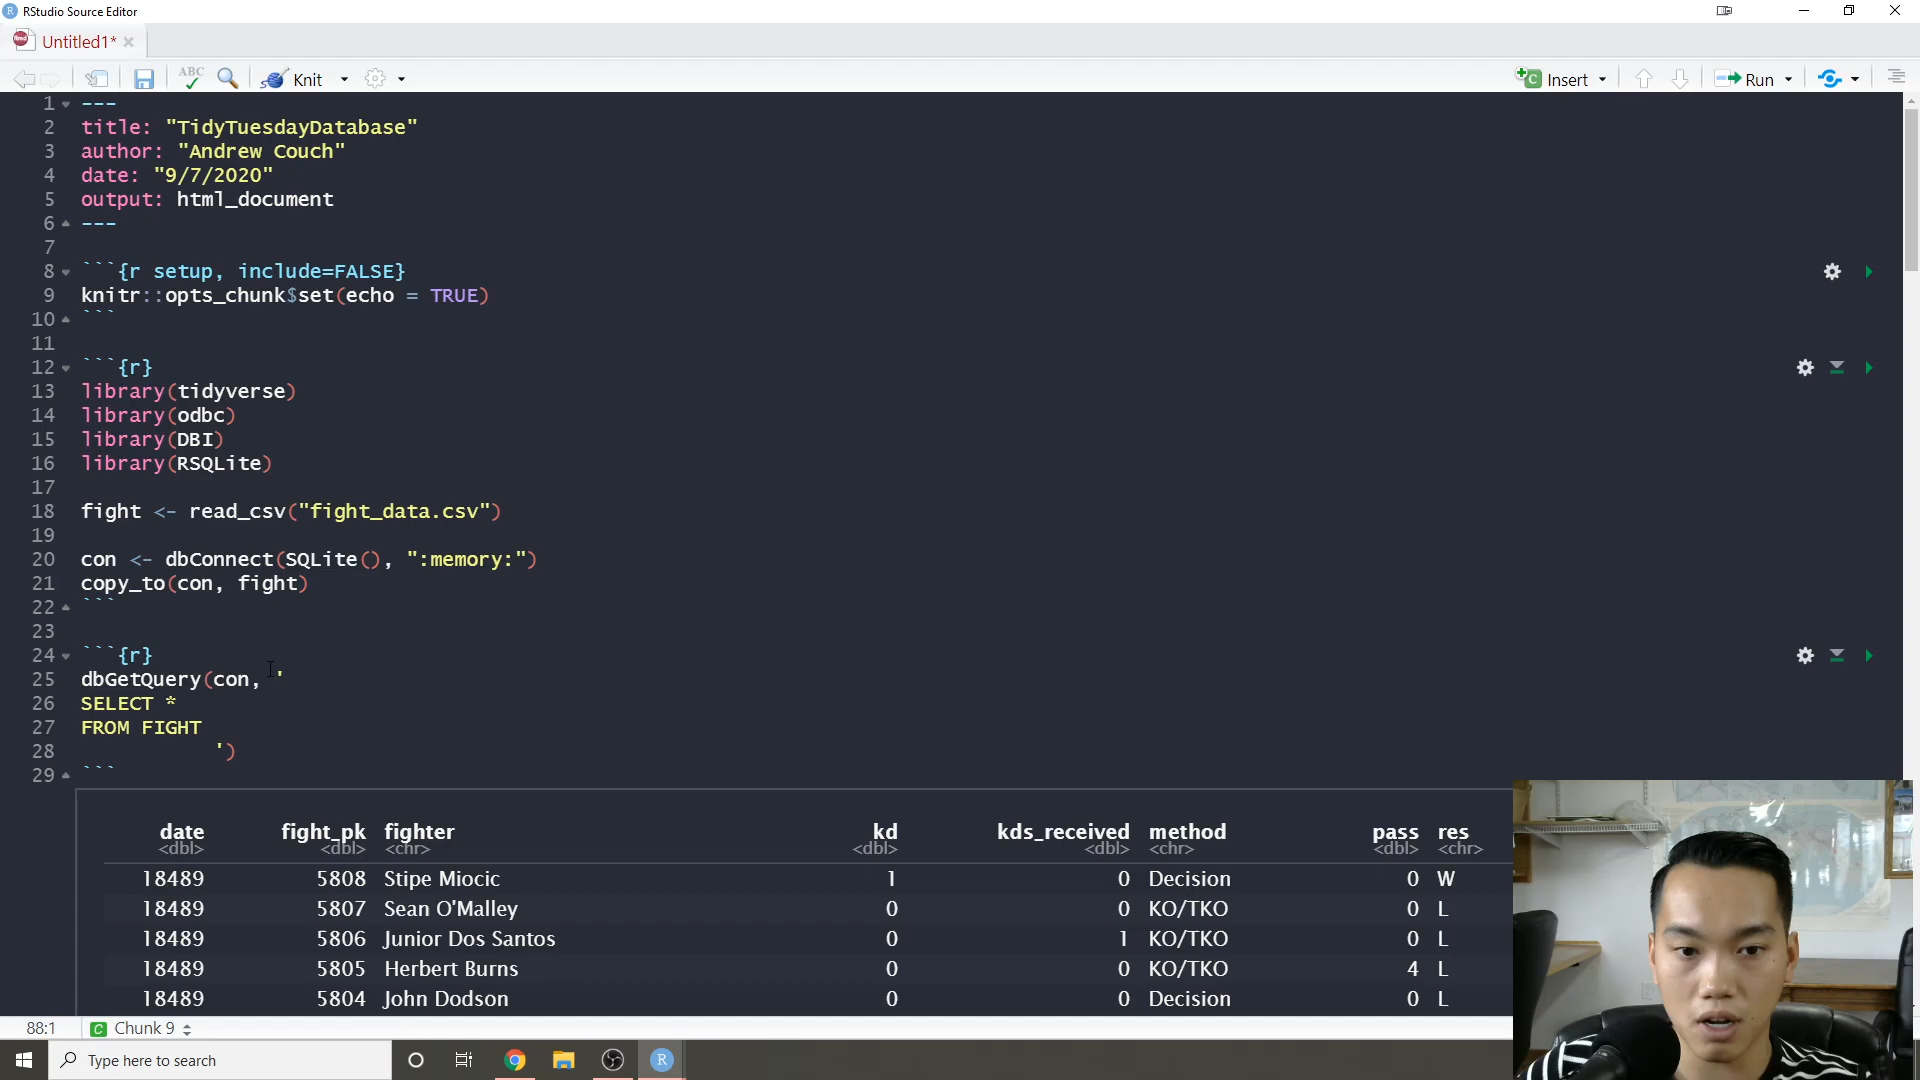 RStudio Source Editor
Untitled1*
ABC
Knit
Insert
Run
1 ---
2 title: "TidyTuesdayDatabase"
3 author: "Andrew Couch"
4 date: "9/7/2020"
5 output: html_document
6 ---
7
8 ```{r setup, include=FALSE}
9 knitr::opts_chunk$set(echo = TRUE)
10 ```
11
12 ```{r}
13 library(tidyverse)
14 library(odbc)
15 library(DBI)
16 library(RSQLite)
17
18 fight <- read_csv("fight_data.csv")
19
20 con <- dbConnect(SQLite(), ":memory:")
21 copy_to(con, fight)
22 ```
23
24 ```{r}
25 dbGetQuery(con, '
26 SELECT *
27 FROM FIGHT
28 ')
29 ```
date fight_pk fighter kd kds_received method pass res
<dbl> <dbl> <chr> <dbl> <dbl> <chr> <dbl> <chr>
18489 5808 Stipe Miocic 1 0 Decision 0 W
18489 5807 Sean O'Malley 0 0 KO/TKO 0 L
18489 5806 Junior Dos Santos 0 1 KO/TKO 0 L
18489 5805 Herbert Burns 0 0 KO/TKO 4 L
18489 5804 John Dodson 0 0 Decision 0 L
88:1 C Chunk 9
Type here to search
R